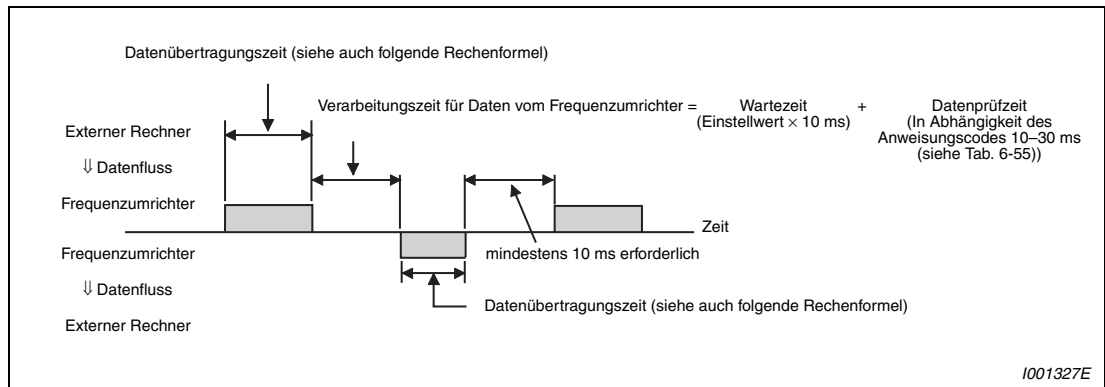 Datenübertragungszeit (siehe auch folgende Rechenformel)
Verarbeitungszeit für Daten vom Frequenzumrichter = Wartezeit + Datenprüfzeit
(Einstellwert × 10 ms) (In Abhängigkeit des
Anweisungscodes 10–30 ms
(siehe Tab. 6-55))
Externer Rechner
⇓ Datenfluss
Frequenzumrichter
Zeit
Frequenzumrichter
mindestens 10 ms erforderlich
⇓ Datenfluss
Datenübertragungszeit (siehe auch folgende Rechenformel)
Externer Rechner
I001327E